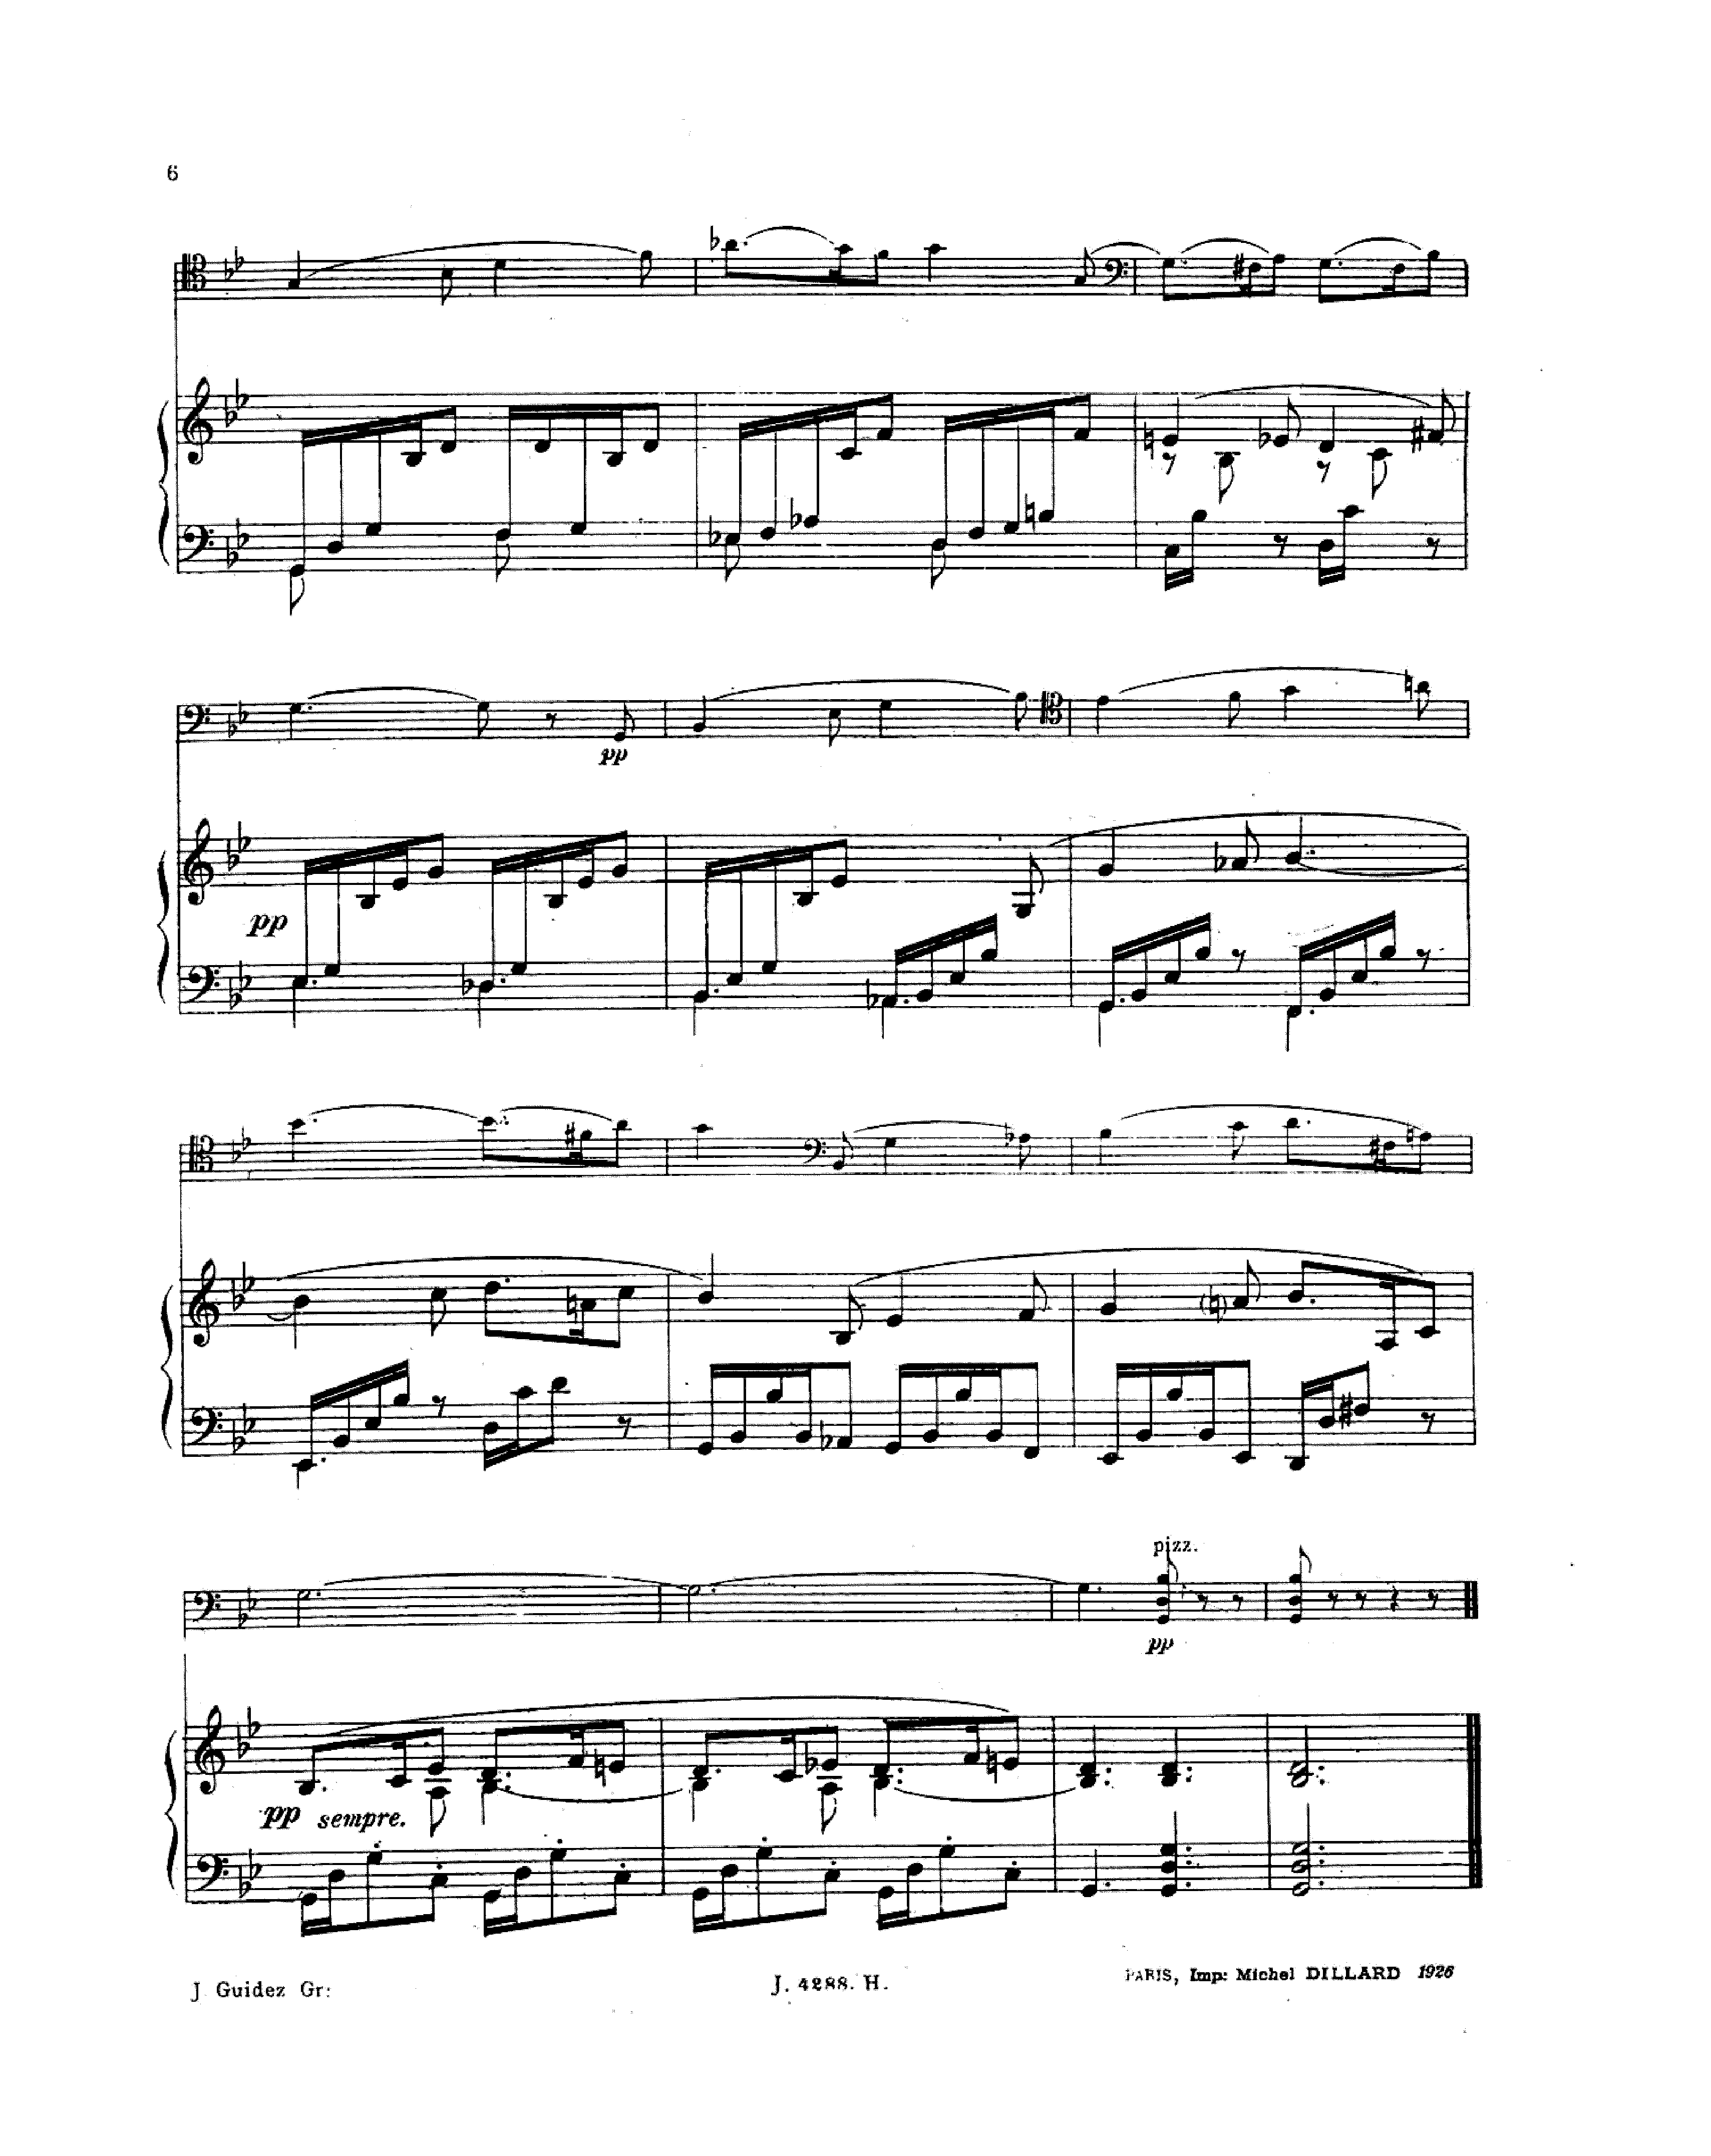 6
pp
pp
pizz.
pp
pp sempre.
J Guidez Gr:
J. 4288. H.
PARIS, Imp: Michel DILLARD 1926